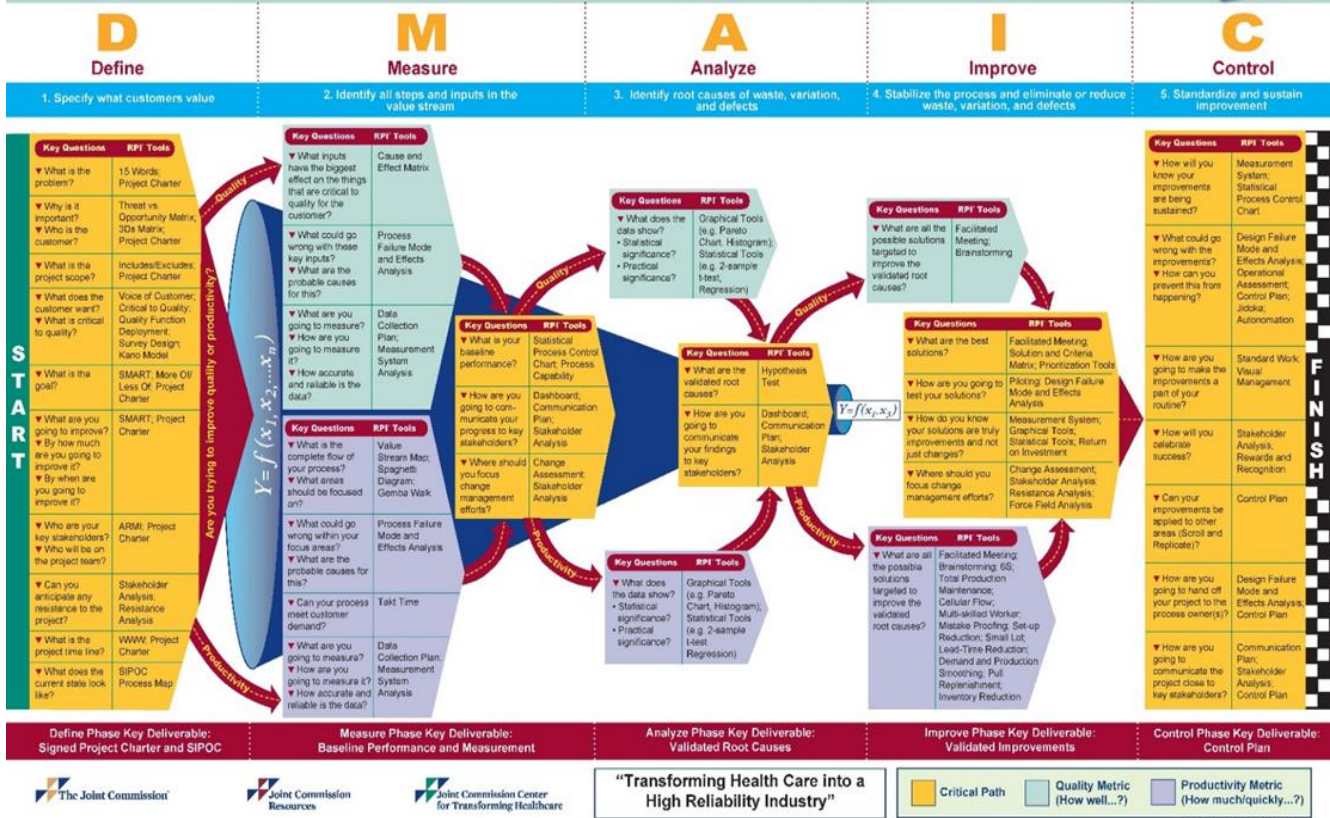 D
Define
M
Measure
A
Analyze
I
Improve
C
Control
1. Specify what customers value
2. Identify all steps and inputs in the
value stream
3. Identify root causes of waste, variation,
and defects
4. Stabilize the process and eliminate or reduce
waste, variation, and defects
5. Standardize and sustain
improvement
START
Key Questions RPI® Tools
▼ What is the
problem?
15 Words;
Project Charter
▼ Why is it
important?
▼ Who is the
customer?
Threat vs.
Opportunity Matrix;
3Ds Matrix;
Project Charter
▼ What is the
project scope?
Includes/Excludes;
Project Charter
▼ What does the
customer want?
▼ What is critical
to quality?
Voice of Customer;
Critical to Quality;
Quality Function
Deployment;
Survey Design;
Kano Model
▼ What is the
goal?
SMART; More Of/
Less Of; Project
Charter
▼ What are you
going to improve?
▼ By how much
are you going to
improve it?
▼ By when are
you going to
improve it?
SMART; Project
Charter
▼ Who are your
key stakeholders?
▼ Who will be on
the project team?
ARMI; Project
Charter
▼ Can you
anticipate any
resistance to the
project?
Stakeholder
Analysis;
Resistance
Analysis
▼ What is the
project time line?
WWW; Project
Charter
▼ What does the
current state look
like?
SIPOC
Process Map
Are you trying to improve quality or productivity?
Quality
Productivity
Y = f(x₁, x₂, ... xₙ)
Key Questions RPI® Tools
▼ What inputs
have the biggest
effect on the things
that are critical to
quality for the
customer?
Cause and
Effect Matrix
▼ What could go
wrong with these
key inputs?
▼ What are the
probable causes
for this?
Process
Failure Mode
and Effects
Analysis
▼ What are you
going to measure?
▼ How are you
going to measure
it?
▼ How accurate
and reliable is the
data?
Data
Collection
Plan;
Measurement
System
Analysis
Key Questions RPI® Tools
▼ What is the
complete flow of
your process?
▼ What areas
should be focused
on?
Value
Stream Map;
Spaghetti
Diagram;
Gemba Walk
▼ What could go
wrong within your
focus areas?
▼ What are the
probable causes for
this?
Process Failure
Mode and
Effects Analysis
▼ Can your process
meet customer
demand?
Takt Time
▼ What are you
going to measure?
▼ How are you
going to measure it?
▼ How accurate and
reliable is the data?
Data
Collection Plan;
Measurement
System
Analysis
Key Questions RPI® Tools
▼ What is your
baseline
performance?
Statistical
Process Control
Chart; Process
Capability
▼ How are you
going to com-
municate your
progress to key
stakeholders?
Dashboard;
Communication
Plan;
Stakeholder
Analysis
▼ Where should
you focus
change
management
efforts?
Change
Assessment;
Stakeholder
Analysis
Quality
Productivity
Key Questions RPI® Tools
▼ What does the
data show?
• Statistical
significance?
• Practical
significance?
Graphical Tools
(e.g. Pareto
Chart, Histogram);
Statistical Tools
(e.g. 2-sample
t-test,
Regression)
Key Questions RPI® Tools
▼ What does
the data show?
• Statistical
significance?
• Practical
significance?
Graphical Tools
(e.g. Pareto
Chart, Histogram);
Statistical Tools
(e.g. 2-sample
t-test.
Regression)
Key Questions RPI® Tools
▼ What are the
validated root
causes?
Hypothesis
Test
▼ How are you
going to
communicate
your findings
to key
stakeholders?
Dashboard;
Communication
Plan;
Stakeholder
Analysis
Quality
Productivity
Y=f(x₁, x₃)
Key Questions RPI® Tools
▼ What are all the
possible solutions
targeted to
improve the
validated root
causes?
Facilitated
Meeting;
Brainstorming
Key Questions RPI® Tools
▼ What are the best
solutions?
Facilitated Meeting;
Solution and Criteria
Matrix; Prioritization Tools
▼ How are you going to
test your solutions?
Piloting; Design Failure
Mode and Effects
Analysis
▼ How do you know
your solutions are truly
improvements and not
just changes?
Measurement System;
Graphical Tools;
Statistical Tools; Return
on Investment
▼ Where should you
focus change
management efforts?
Change Assessment;
Stakeholder Analysis;
Resistance Analysis;
Force Field Analysis
Key Questions RPI® Tools
▼ What are all
the possible
solutions
targeted to
improve the
validated
root causes?
Facilitated Meeting;
Brainstorming; 6S;
Total Production
Maintenance;
Cellular Flow;
Multi-skilled Worker;
Mistake Proofing; Set-up
Reduction; Small Lot;
Lead-Time Reduction;
Demand and Production
Smoothing; Pull
Replenishment;
Inventory Reduction
Key Questions RPI® Tools
▼ How will you
know your
improvements
are being
sustained?
Measurement
System;
Statistical
Process Control
Chart
▼ What could go
wrong with the
improvements?
▼ How can you
prevent this from
happening?
Design Failure
Mode and
Effects Analysis;
Operational
Assessment;
Control Plan;
Jidoka;
Autonomation
▼ How are you
going to make the
improvements a
part of your
routine?
Standard Work;
Visual
Management
▼ How will you
celebrate
success?
Stakeholder
Analysis;
Rewards and
Recognition
▼ Can your
improvements
be applied to
other areas
(Scroll and
Replicate)?
Control Plan
▼ How are you
going to hand off
your project to
the process
owner(s)?
Design Failure
Mode and
Effects Analysis;
Control Plan
▼ How are you
going to
communicate the
project close to
key stakeholders?
Communication
Plan;
Stakeholder
Analysis;
Control Plan
FINISH
Define Phase Key Deliverable:
Signed Project Charter and SIPOC
Measure Phase Key Deliverable:
Baseline Performance and Measurement
Analyze Phase Key Deliverable:
Validated Root Causes
Improve Phase Key Deliverable:
Validated Improvements
Control Phase Key Deliverable:
Control Plan
The Joint Commission
Joint Commission
Resources
Joint Commission Center
for Transforming Healthcare
“Transforming Health Care into a
High Reliability Industry”
Critical Path
Quality Metric
(How well...?)
Productivity Metric
(How much/quickly...?)